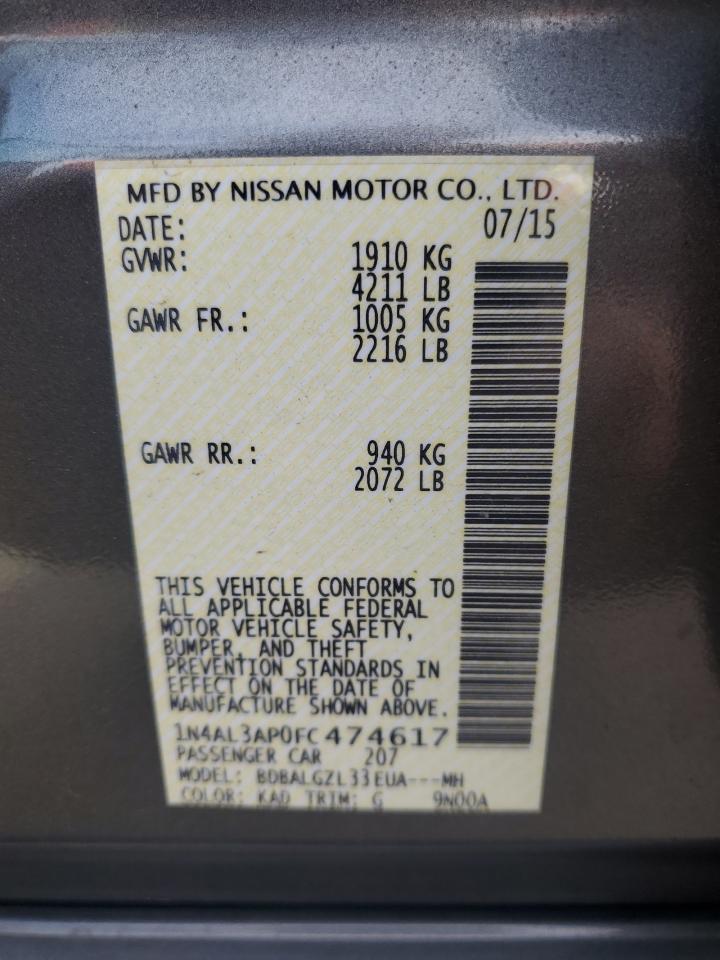 MFD BY NISSAN MOTOR CO., LTD.
DATE: 07/15
GVWR: 1910 KG
4211 LB
GAWR FR.: 1005 KG
2216 LB
GAWR RR.: 940 KG
2072 LB
THIS VEHICLE CONFORMS TO
ALL APPLICABLE FEDERAL
MOTOR VEHICLE SAFETY,
BUMPER, AND THEFT
PREVENTION STANDARDS IN
EFFECT ON THE DATE OF
MANUFACTURE SHOWN ABOVE.
1N4AL3AP0FC474617
PASSENGER CAR 207
MODEL: BDBALGZL33EUA---MH
COLOR: KAD TRIM: G 9N00A